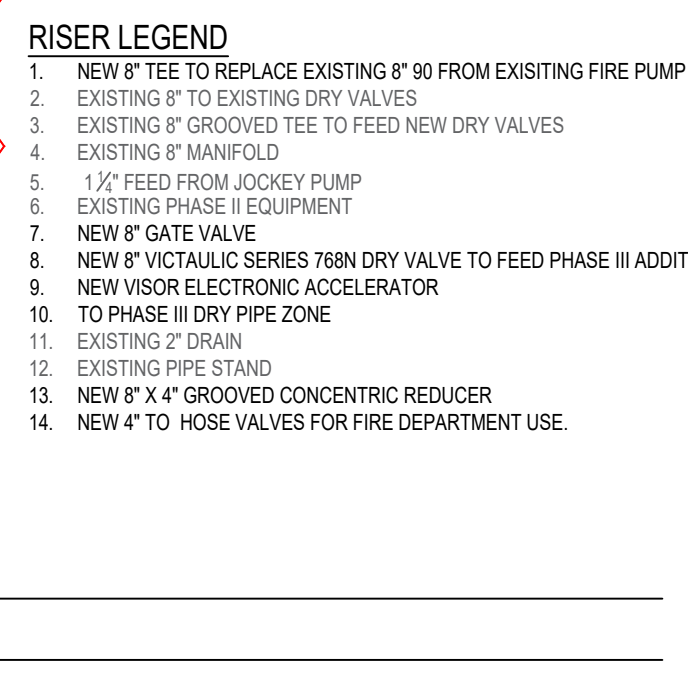 RISER LEGEND
1. NEW 8" TEE TO REPLACE EXISTING 8" 90 FROM EXISITING FIRE PUMP
2. EXISTING 8" TO EXISTING DRY VALVES
3. EXISTING 8" GROOVED TEE TO FEED NEW DRY VALVES
4. EXISTING 8" MANIFOLD
5. 1¼" FEED FROM JOCKEY PUMP
6. EXISTING PHASE II EQUIPMENT
7. NEW 8" GATE VALVE
8. NEW 8" VICTAULIC SERIES 768N DRY VALVE TO FEED PHASE III ADDIT
9. NEW VISOR ELECTRONIC ACCELERATOR
10. TO PHASE III DRY PIPE ZONE
11. EXISTING 2" DRAIN
12. EXISTING PIPE STAND
13. NEW 8" X 4" GROOVED CONCENTRIC REDUCER
14. NEW 4" TO HOSE VALVES FOR FIRE DEPARTMENT USE.